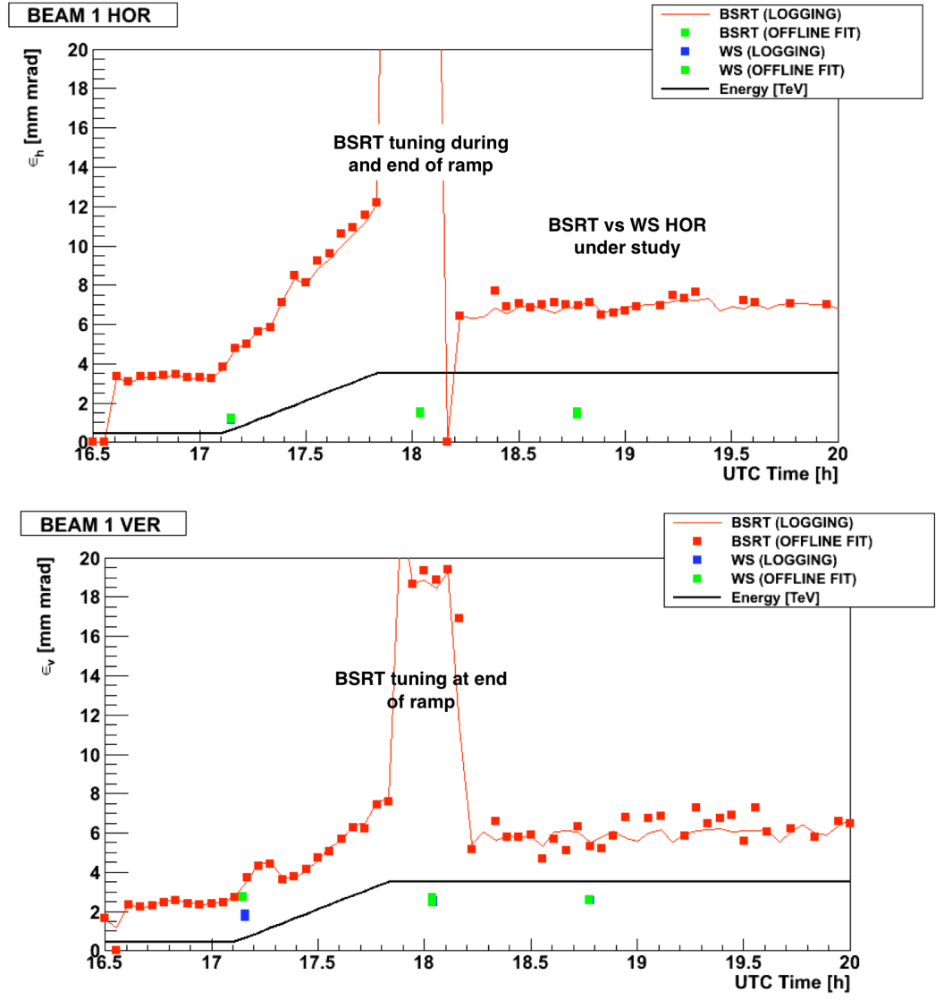 BEAM 1 HOR
BSRT (LOGGING)
BSRT (OFFLINE FIT)
WS (LOGGING)
WS (OFFLINE FIT)
Energy [TeV]
ϵh [mm mrad]
20
18
16
14
12
10
8
6
4
2
0
BSRT tuning during
and end of ramp
BSRT vs WS HOR
under study
16.5 17 17.5 18 18.5 19 19.5 20
UTC Time [h]
BEAM 1 VER
BSRT (LOGGING)
BSRT (OFFLINE FIT)
WS (LOGGING)
WS (OFFLINE FIT)
Energy [TeV]
ϵv [mm mrad]
20
18
16
14
12
10
8
6
4
2
0
BSRT tuning at end
of ramp
16.5 17 17.5 18 18.5 19 19.5 20
UTC Time [h]